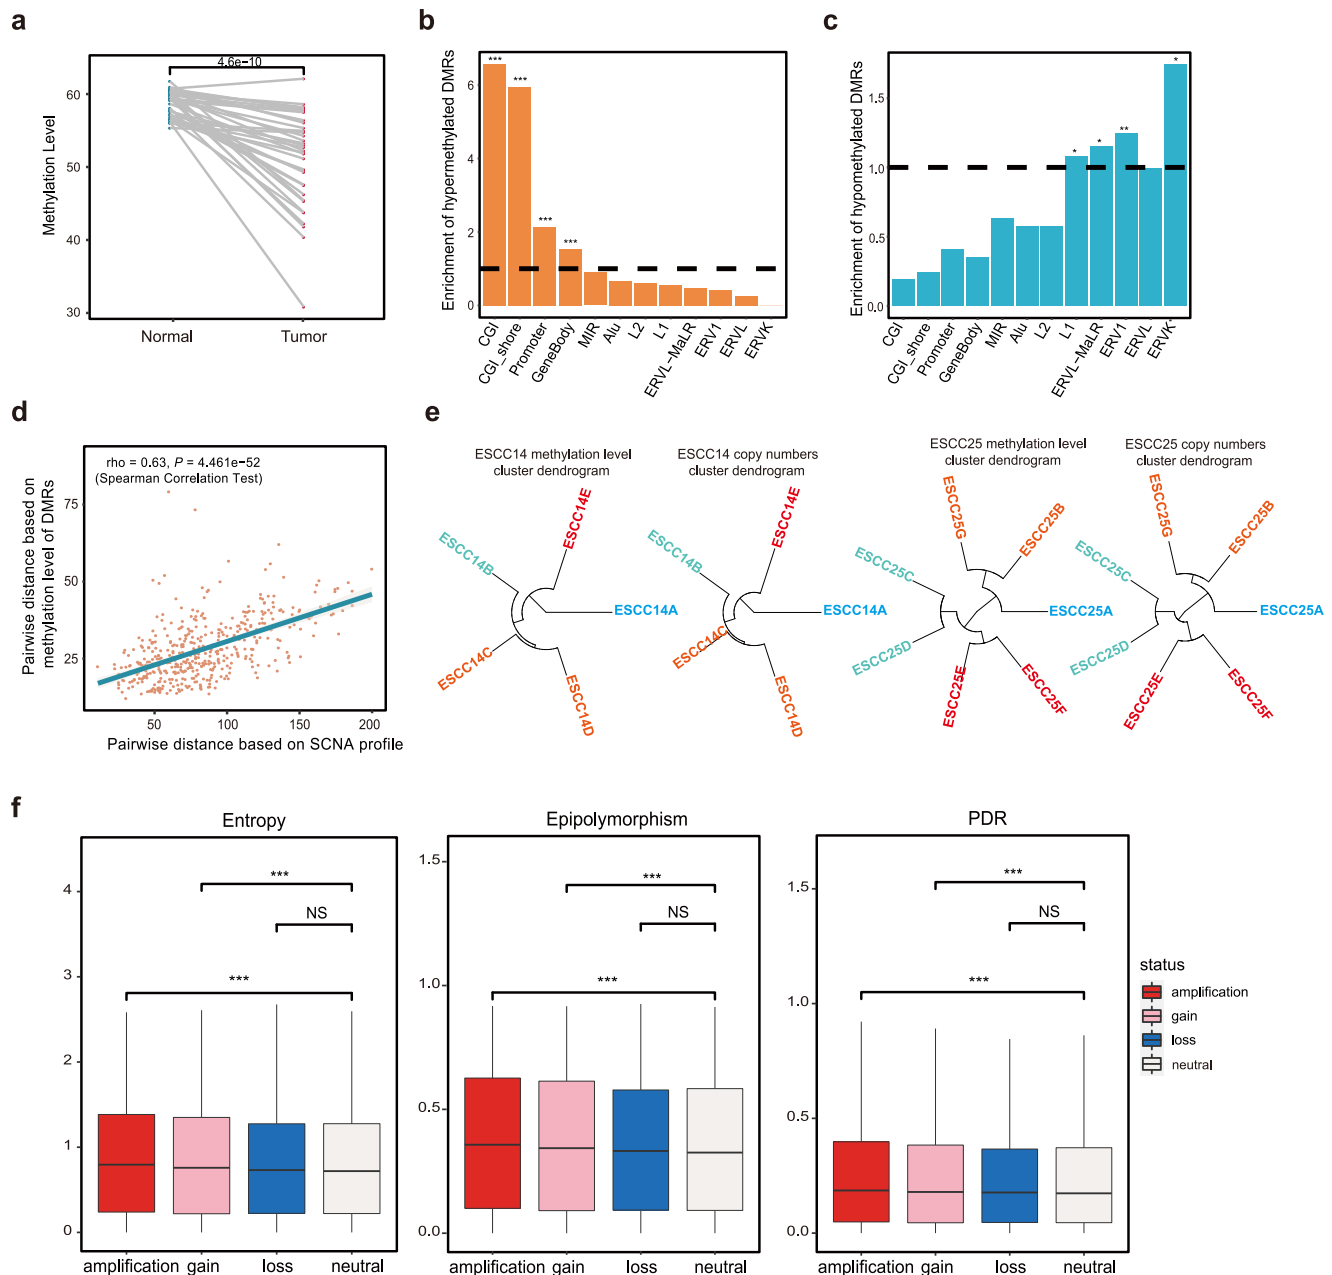 a
4.6e−10
Methylation Level
60
50
40
30
Normal
Tumor
b
Enrichment of hypermethylated DMRs
6
4
2
0
***
***
***
***
CGI
CGI_shore
Promoter
GeneBody
MIR
Alu
L2
L1
ERVL−MaLR
ERV1
ERVL
ERVK
c
Enrichment of hypomethylated DMRs
1.5
1.0
0.5
0.0
*
*
**
*
CGI
CGI_shore
Promoter
GeneBody
MIR
Alu
L2
L1
ERVL−MaLR
ERV1
ERVL
ERVK
d
rho = 0.63, P = 4.461e−52
(Spearman Correlation Test)
Pairwise distance based on
methylation level of DMRs
75
50
25
50
100
150
200
Pairwise distance based on SCNA profile
e
ESCC14 methylation level
cluster dendrogram
ESCC14E
ESCC14B
ESCC14A
ESCC14C
ESCC14D
ESCC14 copy numbers
cluster dendrogram
ESCC14E
ESCC14B
ESCC14A
ESCC14C
ESCC14D
ESCC25 methylation level
cluster dendrogram
ESCC25G
ESCC25B
ESCC25C
ESCC25A
ESCC25D
ESCC25E
ESCC25F
ESCC25 copy numbers
cluster dendrogram
ESCC25G
ESCC25B
ESCC25C
ESCC25A
ESCC25D
ESCC25E
ESCC25F
f
Entropy
4
3
2
1
0
***
NS
***
amplification
gain
loss
neutral
Epipolymorphism
1.5
1.0
0.5
0.0
***
NS
***
amplification
gain
loss
neutral
PDR
1.5
1.0
0.5
0.0
***
NS
***
amplification
gain
loss
neutral
status
amplification
gain
loss
neutral